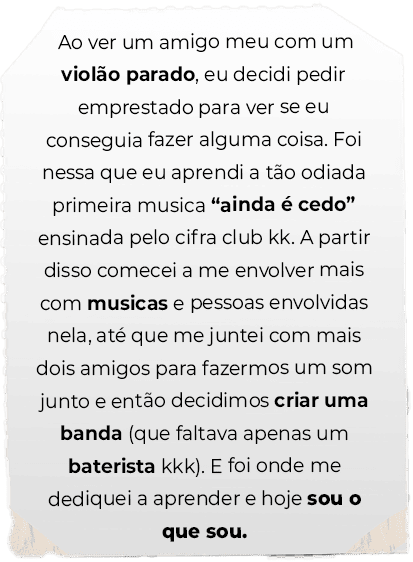 Ao ver um amigo meu com um
violão parado, eu decidi pedir
emprestado para ver se eu
conseguia fazer alguma coisa. Foi
nessa que eu aprendi a tão odiada
primeira musica “ainda é cedo”
ensinada pelo cifra club kk. A partir
disso comecei a me envolver mais
com musicas e pessoas envolvidas
nela, até que me juntei com mais
dois amigos para fazermos um som
junto e então decidimos criar uma
banda (que faltava apenas um
baterista kkk). E foi onde me
dediquei a aprender e hoje sou o
que sou.